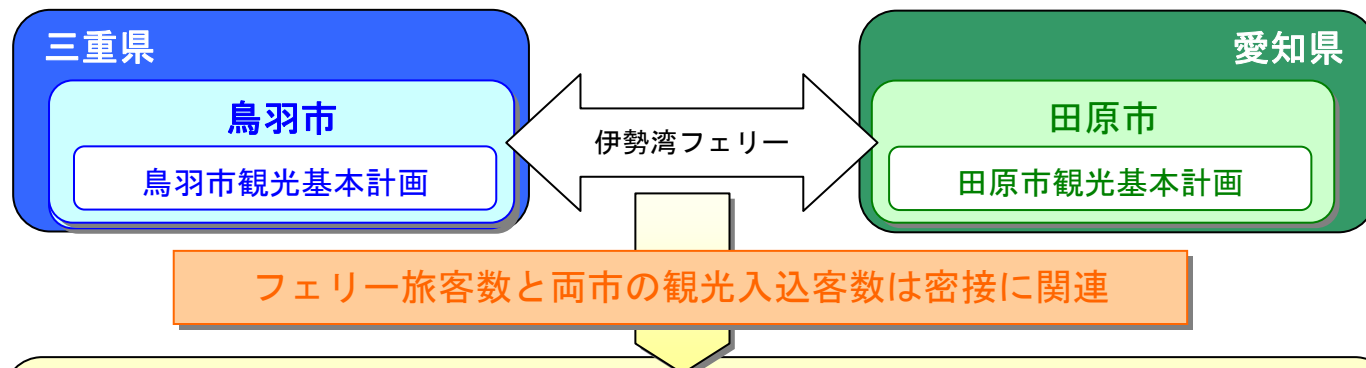 三重県
愛知県
鳥羽市
鳥羽市観光基本計画
伊勢湾フェリー
田原市
田原市観光基本計画
フェリー旅客数と両市の観光入込客数は密接に関連